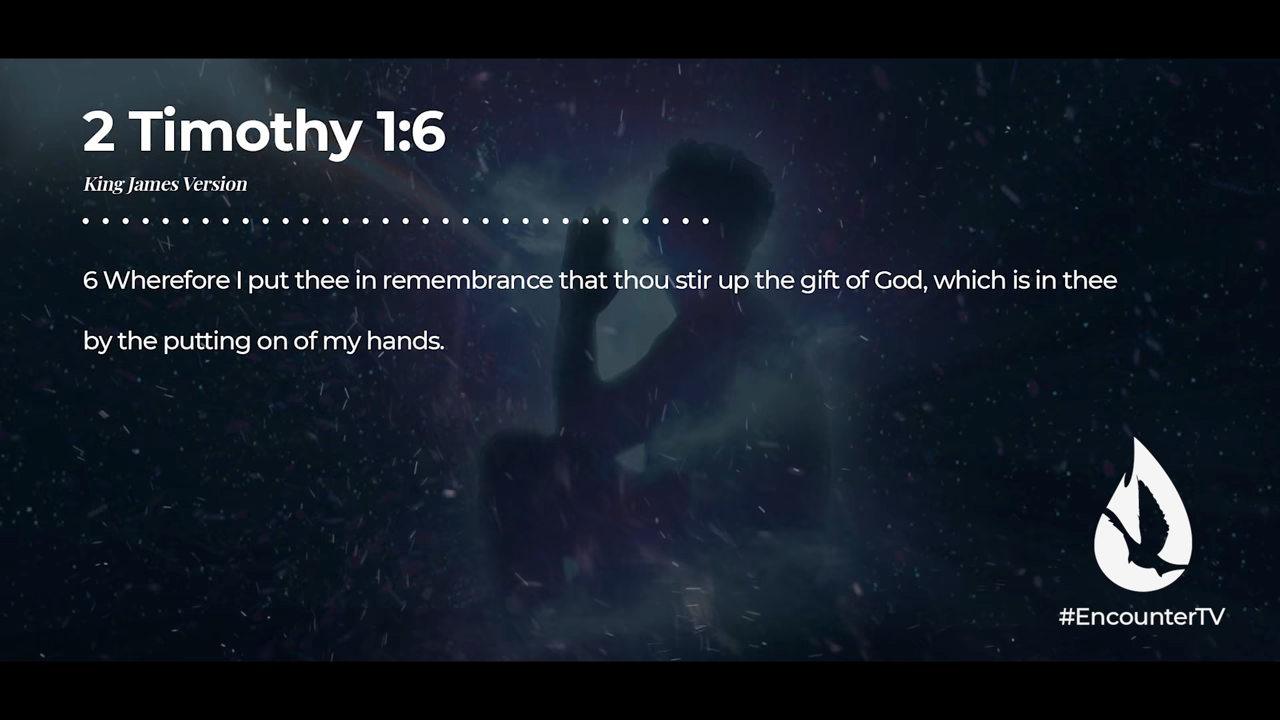 2 Timothy 1:6
King James Version
6 Wherefore I put thee in remembrance that thou stir up the gift of God, which is in thee
by the putting on of my hands.
#EncounterTV